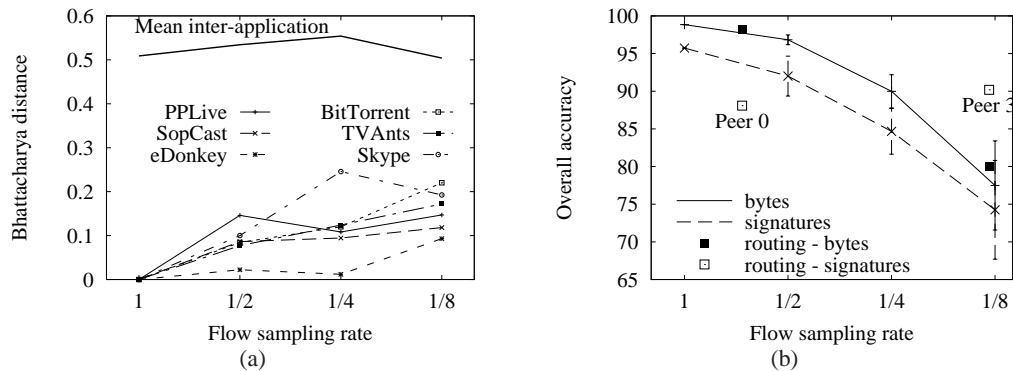 0.6
0.5
0.4
0.3
0.2
0.1
0
Bhattacharya distance
Mean inter-application
PPLive
SopCast
eDonkey
BitTorrent
TVAnts
Skype
1 1/2 1/4 1/8
Flow sampling rate
(a)
100
95
90
85
80
75
70
65
Overall accuracy
Peer 0
Peer 3
bytes
signatures
routing - bytes
routing - signatures
1 1/2 1/4 1/8
Flow sampling rate
(b)